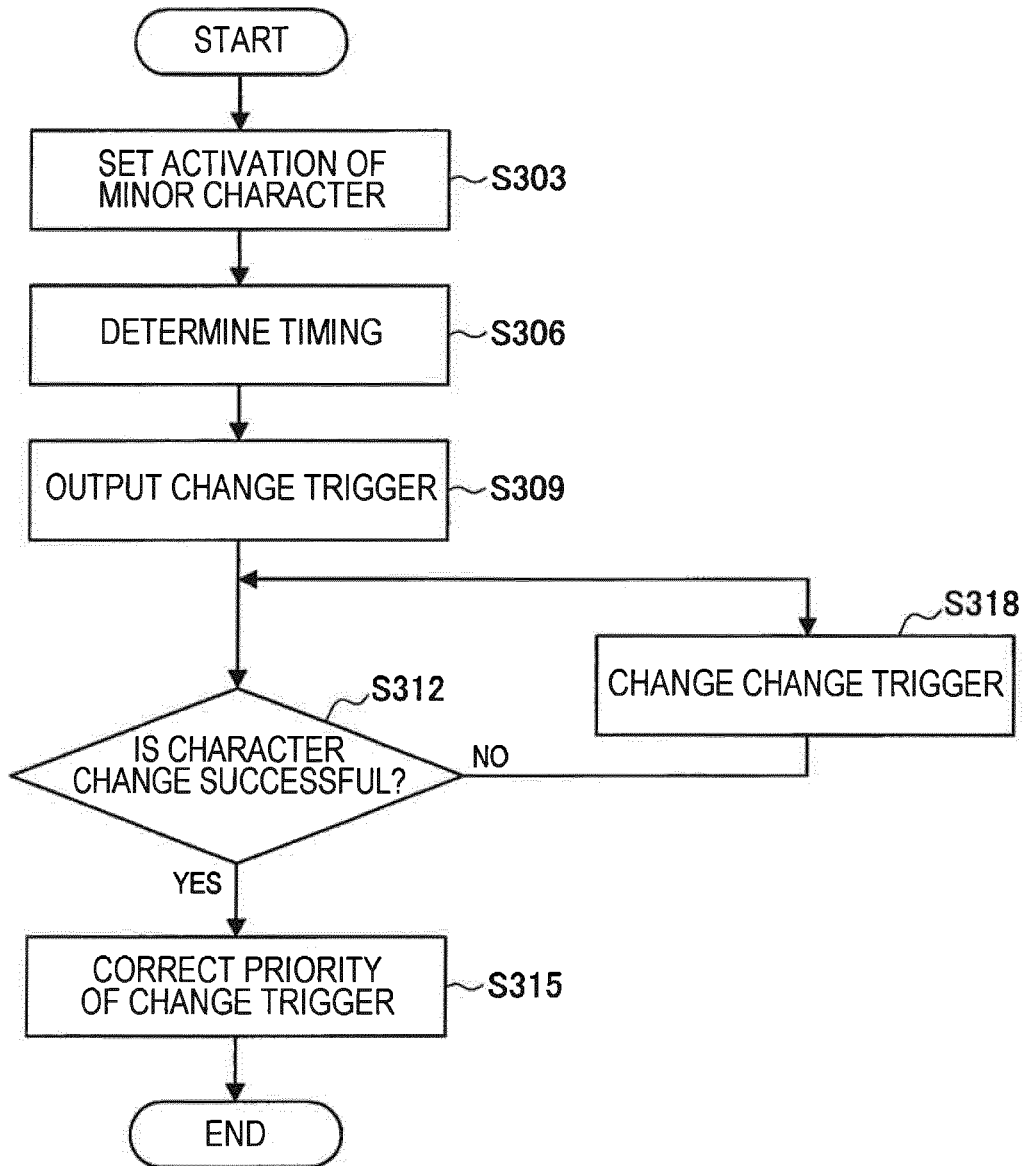 START
SET ACTIVATION OF
MINOR CHARACTER
S303
DETERMINE TIMING
S306
OUTPUT CHANGE TRIGGER
S309
S318
CHANGE CHANGE TRIGGER
S312
IS CHARACTER
CHANGE SUCCESSFUL?
NO
YES
CORRECT PRIORITY
OF CHANGE TRIGGER
S315
END